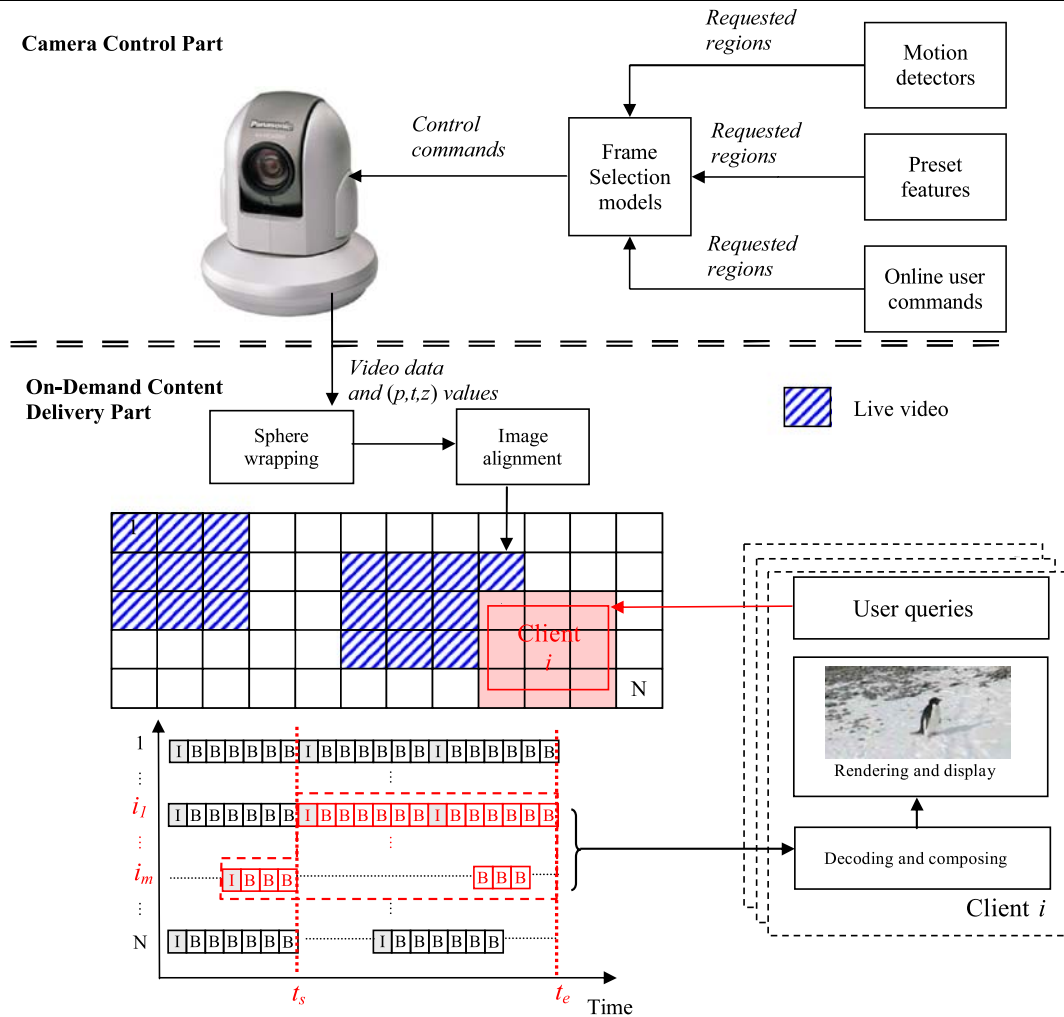 Camera Control Part
Requested
regions
Motion
detectors
Panasonic
Control
commands
Frame
Selection
models
Requested
regions
Preset
features
Requested
regions
Online user
commands
Video data
and (p,t,z) values
On-Demand Content
Delivery Part
Live video
Sphere
wrapping
Image
alignment
1
Client
i
N
User queries
Rendering and display
Decoding and composing
Client i
1 I B B B B B B I B B B B B B I B B B B B B
i1 I B B B B B B I B B B B B B I B B B B B B
im I B B B B B B
N I B B B B B B I B B B B B B
ts te Time